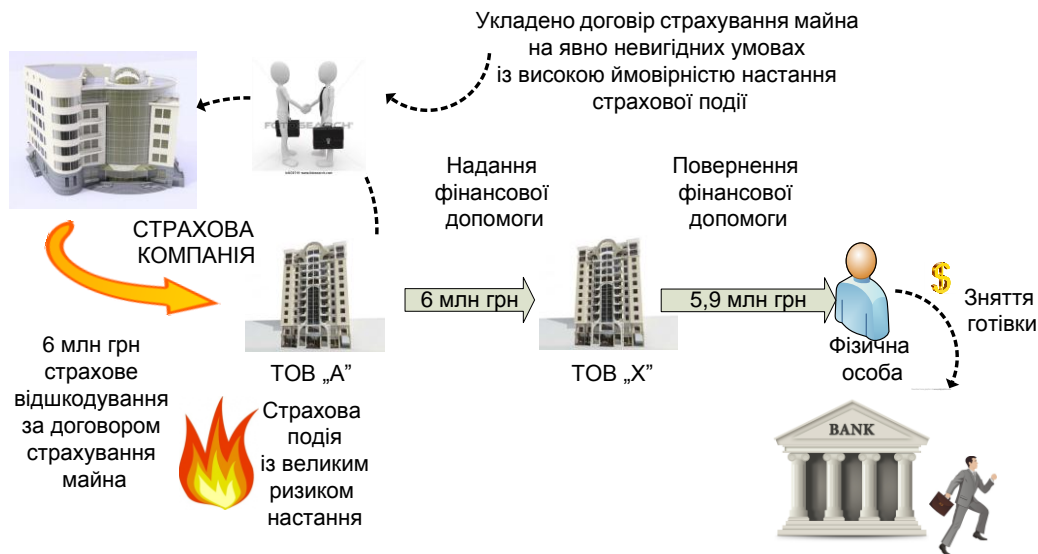 Укладено договір страхування майна
на явно невигідних умовах
із високою ймовірністю настання
страхової події
FOTOSEARCH
Надання
фінансової
допомоги
Повернення
фінансової
допомоги
СТРАХОВА
КОМПАНІЯ
6 млн грн
5,9 млн грн
$
Зняття
готівки
6 млн грн
страхове
відшкодування
за договором
страхування
майна
ТОВ „А”
ТОВ „Х”
Фізична
особа
Страхова
подія
із великим
ризиком
настання
BANK